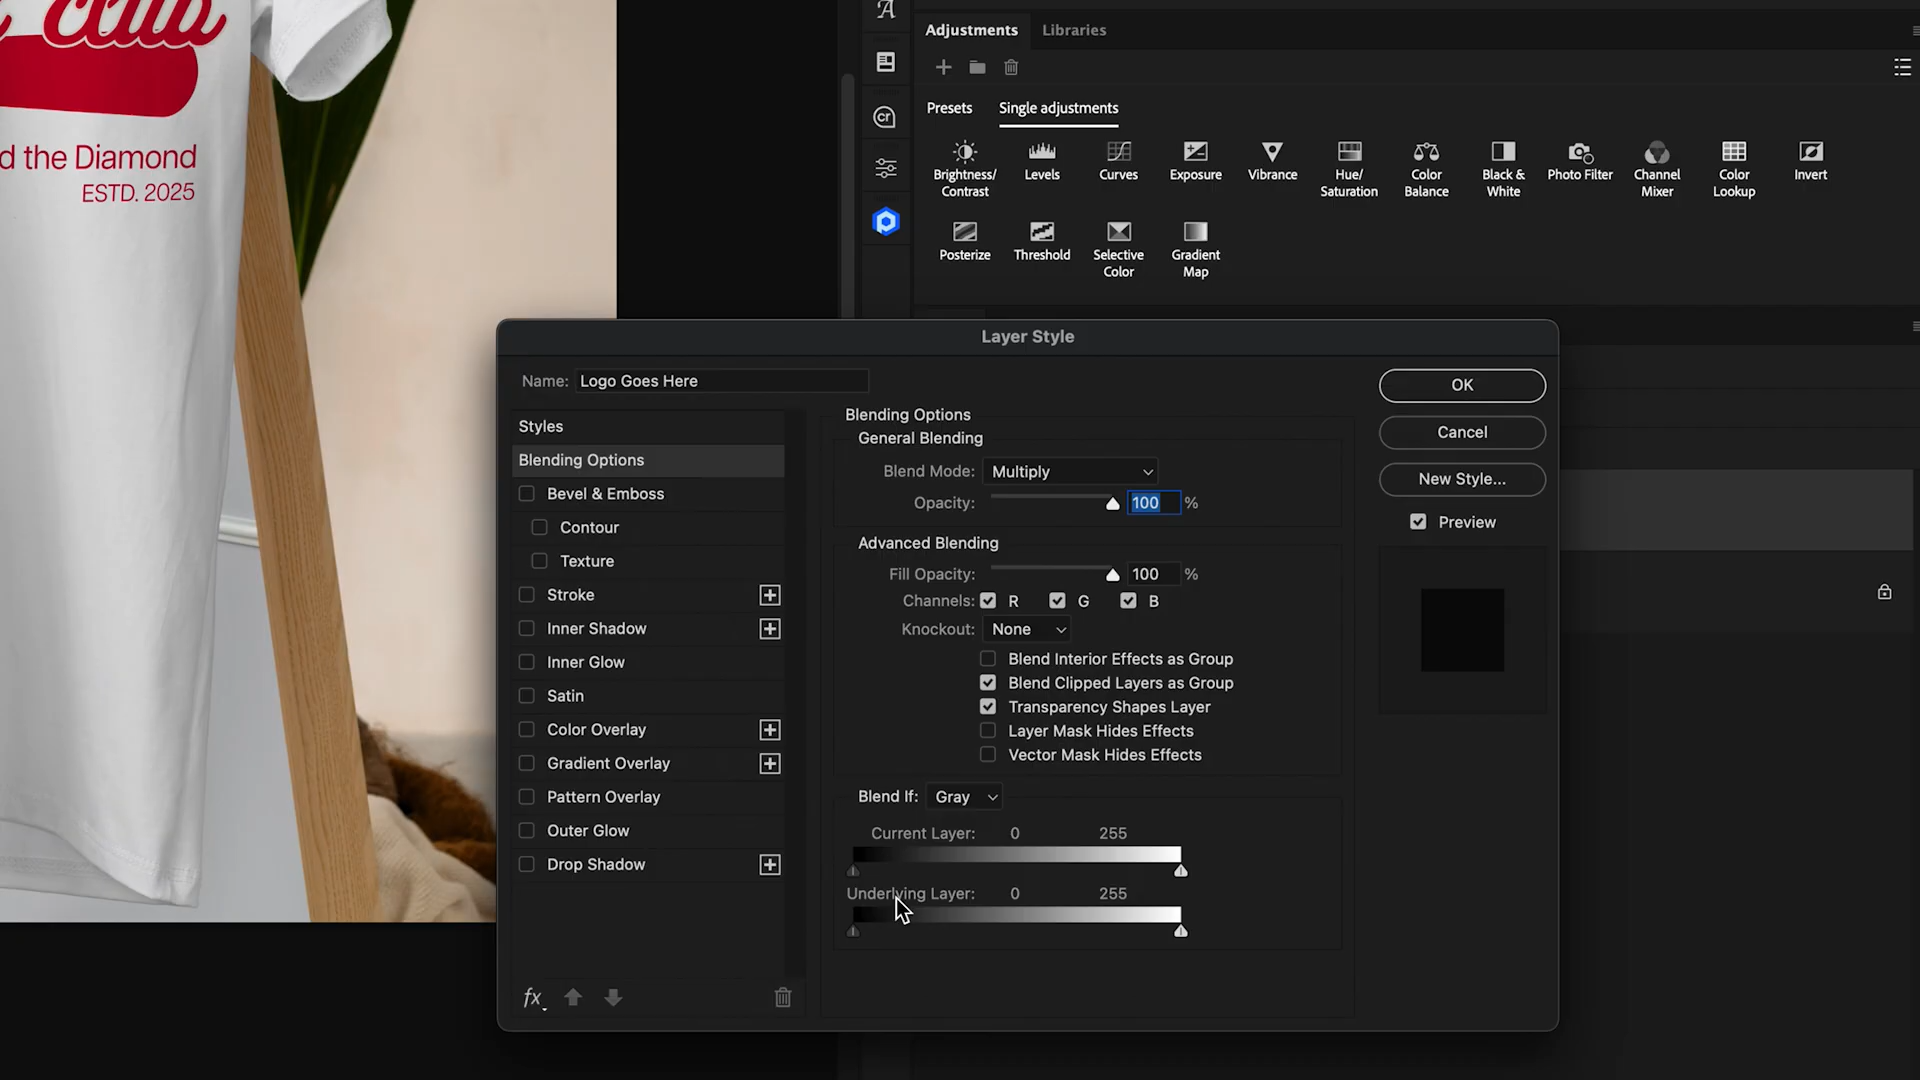 Club
d the Diamond
ESTD. 2025
Adjustments
Libraries
Presets
Single adjustments
Brightness/
Contrast
Levels
Curves
Exposure
Vibrance
Hue/
Saturation
Color
Balance
Black &
White
Photo Filter
Channel
Mixer
Color
Lookup
Invert
Posterize
Threshold
Selective
Color
Gradient
Map
Layer Style
Name: Logo Goes Here
Styles
Blending Options
Bevel & Emboss
Contour
Texture
Stroke
Inner Shadow
Inner Glow
Satin
Color Overlay
Gradient Overlay
Pattern Overlay
Outer Glow
Drop Shadow
fx
Blending Options
General Blending
Blend Mode: Multiply
Opacity: 100 %
Advanced Blending
Fill Opacity: 100 %
Channels: R G B
Knockout: None
Blend Interior Effects as Group
Blend Clipped Layers as Group
Transparency Shapes Layer
Layer Mask Hides Effects
Vector Mask Hides Effects
Blend If: Gray
Current Layer: 0 255
Underlying Layer: 0 255
OK
Cancel
New Style...
Preview